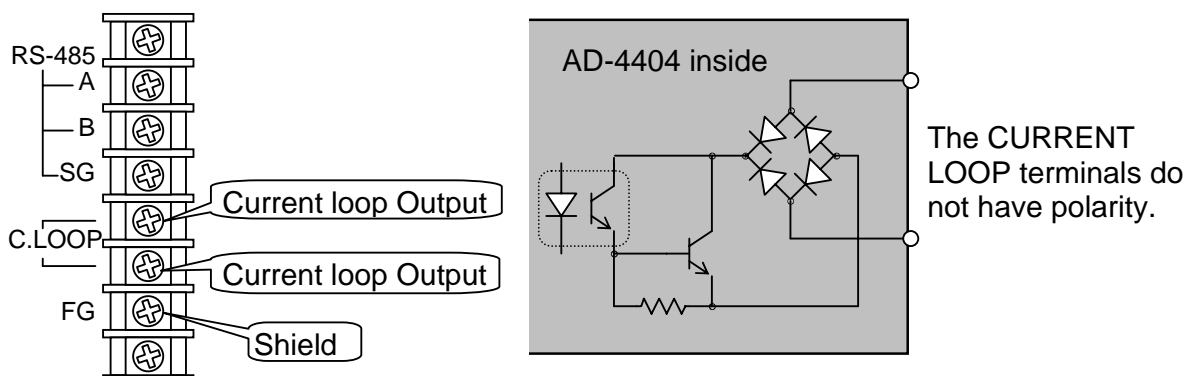 RS-485
A
B
SG
C.LOOP
FG
Current loop Output
Current loop Output
Shield
AD-4404 inside
The CURRENT
LOOP terminals do
not have polarity.